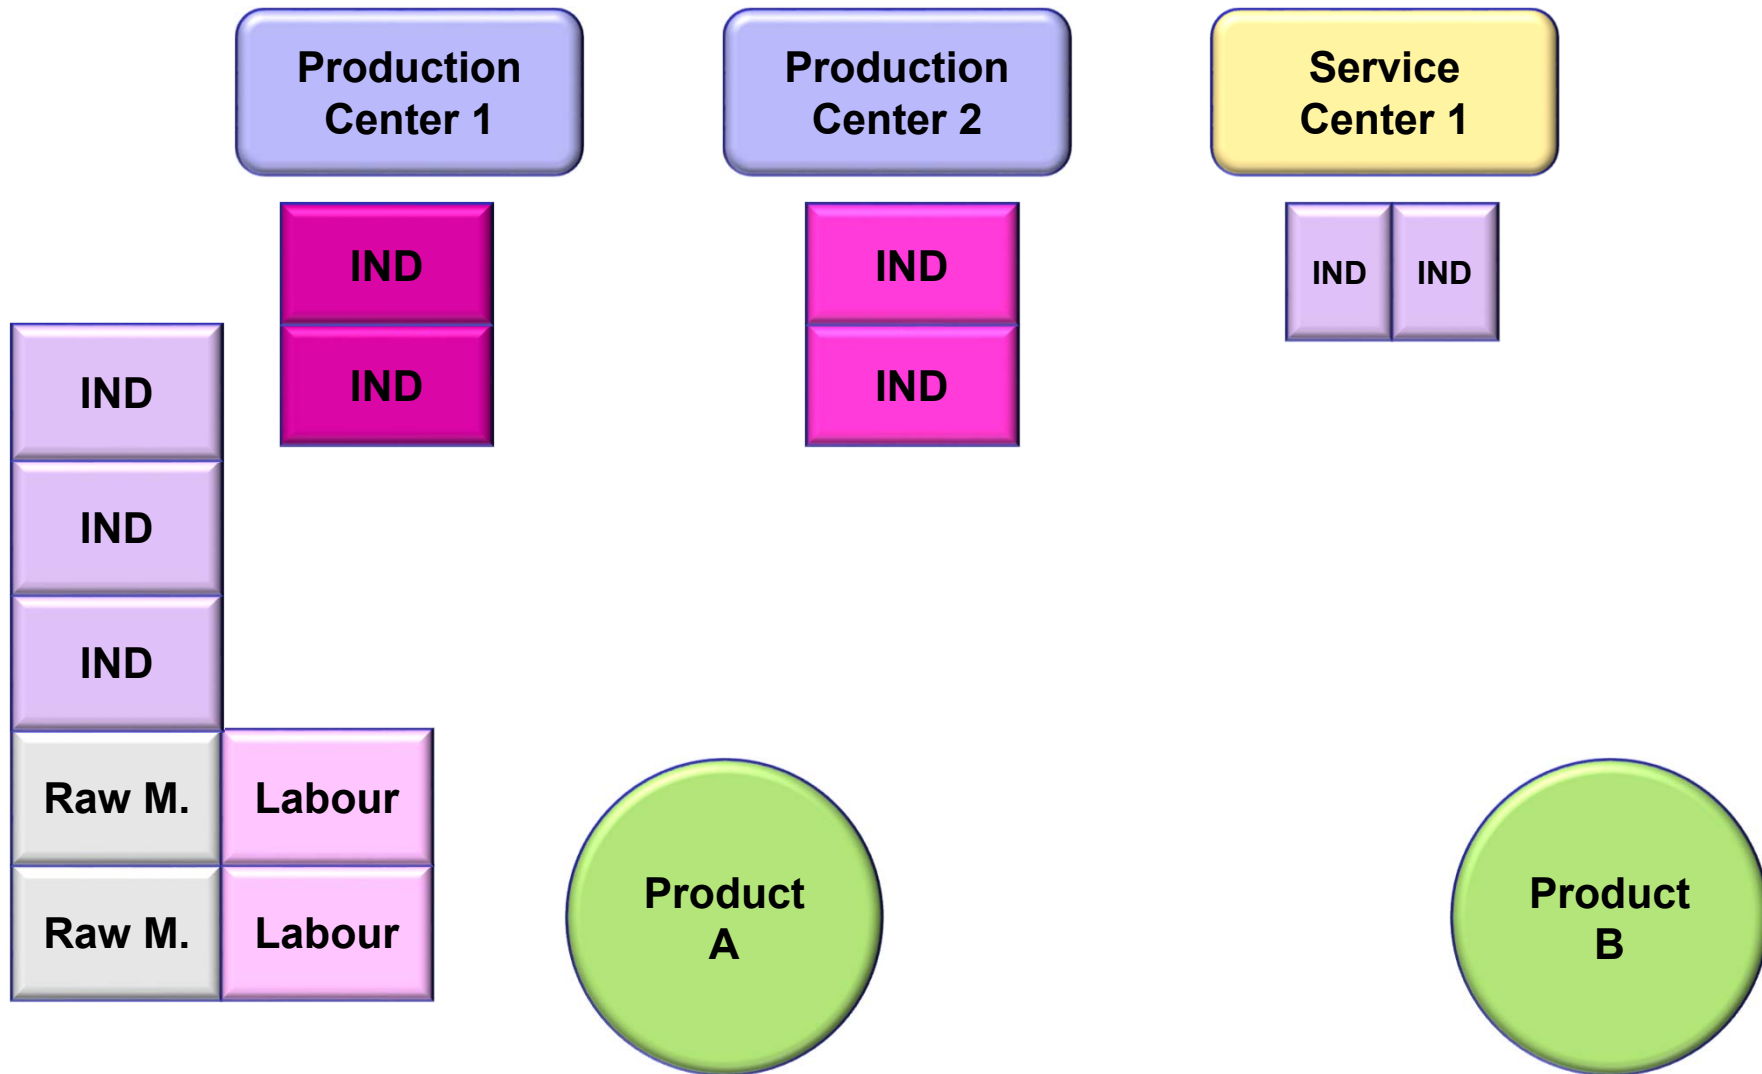 Production
Center 1
Production
Center 2
Service
Center 1
IND
IND
IND
IND
IND
IND
IND
IND
IND
Raw M.
Labour
Raw M.
Labour
Product
A
Product
B